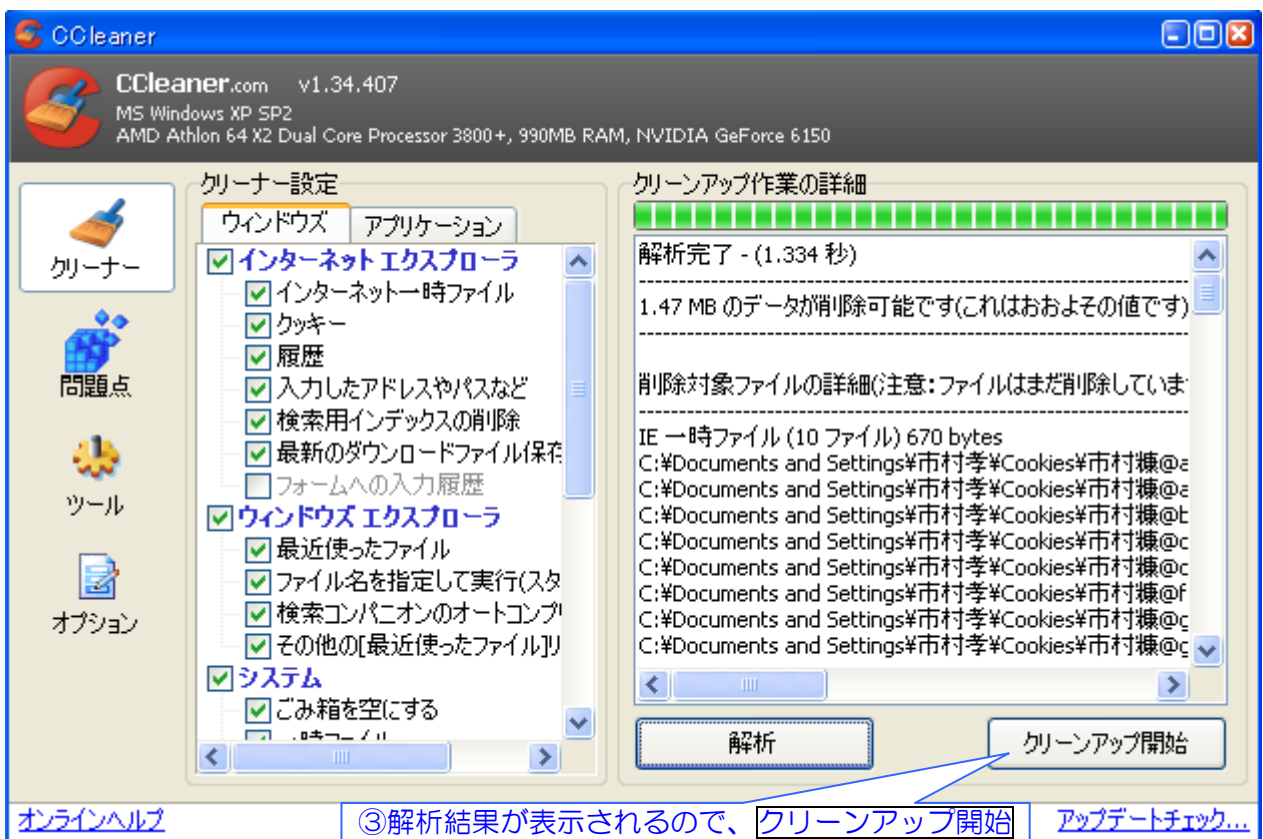 CCleaner
CCleaner.com v1.34.407
MS Windows XP SP2
AMD Athlon 64 X2 Dual Core Processor 3800+, 990MB RAM, NVIDIA GeForce 6150
クリーナー
問題点
ツール
オプション
クリーナー設定
ウィンドウズ アプリケーション
インターネット エクスプローラ
インターネット一時ファイル
クッキー
履歴
入力したアドレスやパスなど
検索用インデックスの削除
最新のダウンロードファイル保存
フォームへの入力履歴
ウィンドウズ エクスプローラ
最近使ったファイル
ファイル名を指定して実行(スタ
検索コンパニオンのオートコンプリ
その他の[最近使ったファイル]リ
システム
ごみ箱を空にする
一時ファイル
クリーンアップ作業の詳細
解析完了 - (1.334 秒)
1.47 MB のデータが削除可能です(これはおおよその値です)
削除対象ファイルの詳細(注意：ファイルはまだ削除していま
IE 一時ファイル (10 ファイル) 670 bytes
C:¥Documents and Settings¥市村孝¥Cookies¥市村糠@a
C:¥Documents and Settings¥市村孝¥Cookies¥市村糠@a
C:¥Documents and Settings¥市村孝¥Cookies¥市村糠@b
C:¥Documents and Settings¥市村孝¥Cookies¥市村糠@c
C:¥Documents and Settings¥市村孝¥Cookies¥市村糠@c
C:¥Documents and Settings¥市村孝¥Cookies¥市村糠@f
C:¥Documents and Settings¥市村孝¥Cookies¥市村糠@g
C:¥Documents and Settings¥市村孝¥Cookies¥市村糠@g
解析
クリーンアップ開始
オンラインヘルプ
③解析結果が表示されるので、クリーンアップ開始
アップデートチェック...